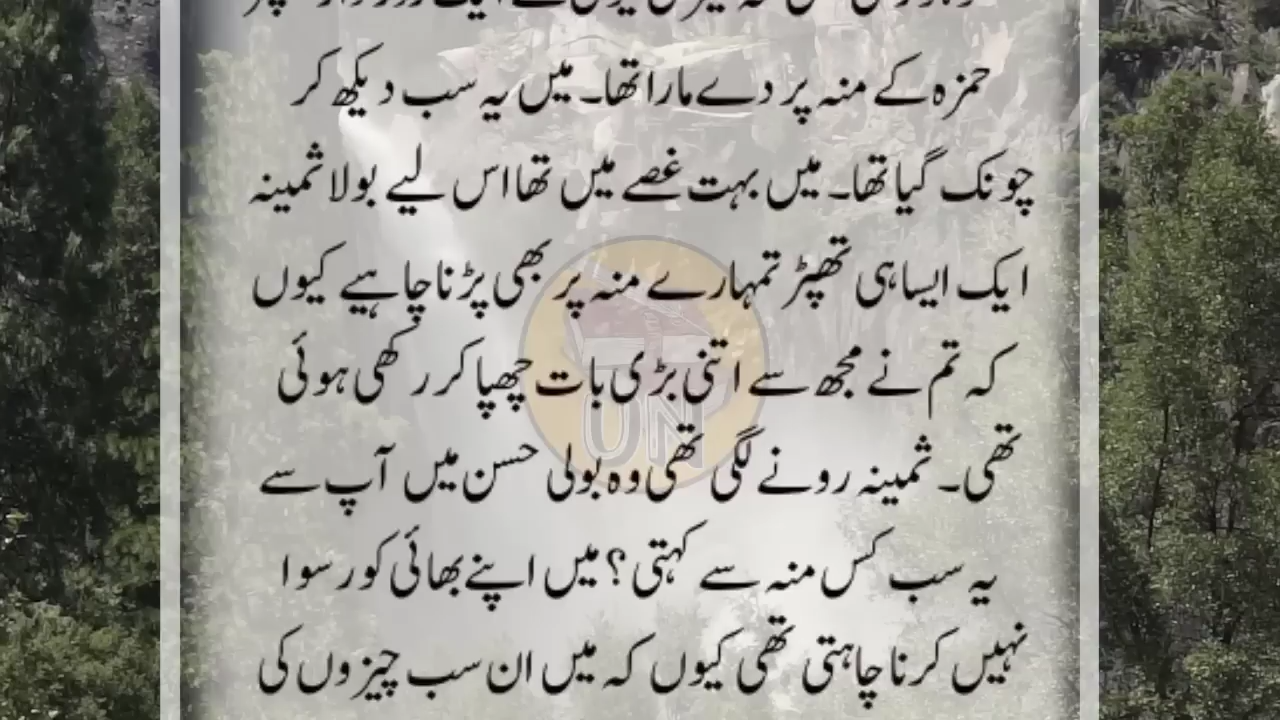 حمزہ کے منہ پر دے مارا تھا۔ میں یہ سب دیکھ کر
چونک گیا تھا۔ میں بہت غصے میں تھا اس لیے بولا ثمینہ
ایک ایسا ہی تھپڑ تمہارے منہ پر بھی پڑنا چاہیے کیوں
کہ تم نے مجھ سے اتنی بڑی بات چھپا کر رکھی ہوئی
تھی۔ ثمینہ رونے لگی تھی وہ بولی حسن میں آپ سے
یہ سب کس منہ سے کہتی؟ میں اپنے بھائی کو رسوا
نہیں کرنا چاہتی تھی کیوں کہ میں ان سب چیزوں کی
UN